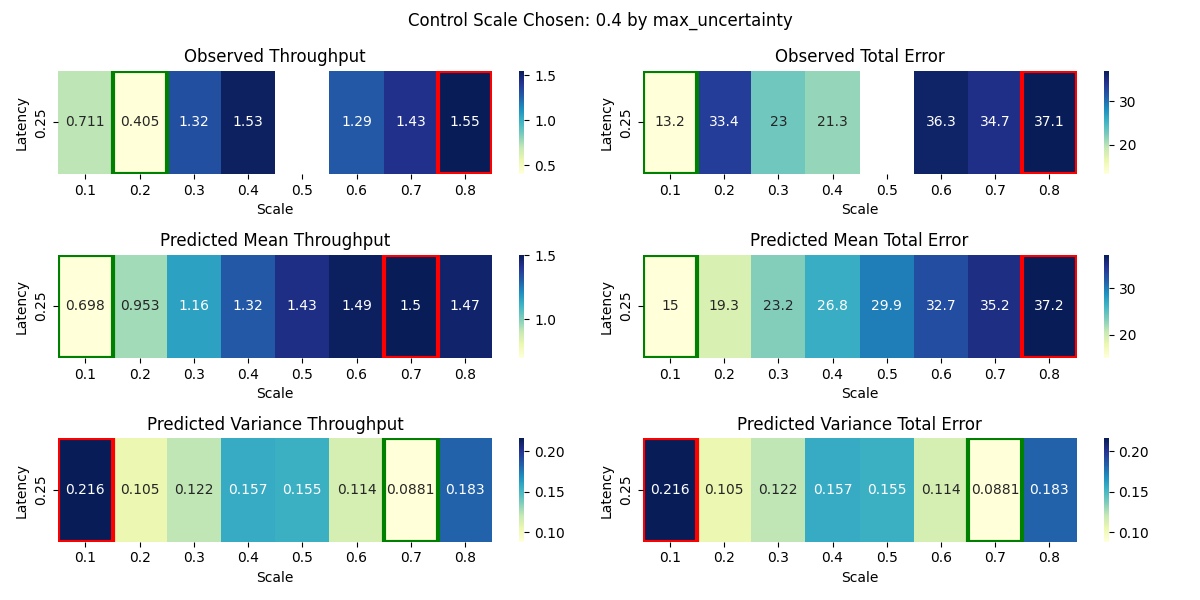 Control Scale Chosen: 0.4 by max_uncertainty
Observed Throughput
Latency
0.25
0.711 0.405 1.32 1.53 1.29 1.43 1.55
0.1 0.2 0.3 0.4 0.5 0.6 0.7 0.8
Scale
1.5
1.0
0.5
Observed Total Error
Latency
0.25
13.2 33.4 23 21.3 36.3 34.7 37.1
0.1 0.2 0.3 0.4 0.5 0.6 0.7 0.8
Scale
30
20
Predicted Mean Throughput
Latency
0.25
0.698 0.953 1.16 1.32 1.43 1.49 1.5 1.47
0.1 0.2 0.3 0.4 0.5 0.6 0.7 0.8
Scale
1.5
1.0
Predicted Mean Total Error
Latency
0.25
15 19.3 23.2 26.8 29.9 32.7 35.2 37.2
0.1 0.2 0.3 0.4 0.5 0.6 0.7 0.8
Scale
30
20
Predicted Variance Throughput
Latency
0.25
0.216 0.105 0.122 0.157 0.155 0.114 0.0881 0.183
0.1 0.2 0.3 0.4 0.5 0.6 0.7 0.8
Scale
0.20
0.15
0.10
Predicted Variance Total Error
Latency
0.25
0.216 0.105 0.122 0.157 0.155 0.114 0.0881 0.183
0.1 0.2 0.3 0.4 0.5 0.6 0.7 0.8
Scale
0.20
0.15
0.10